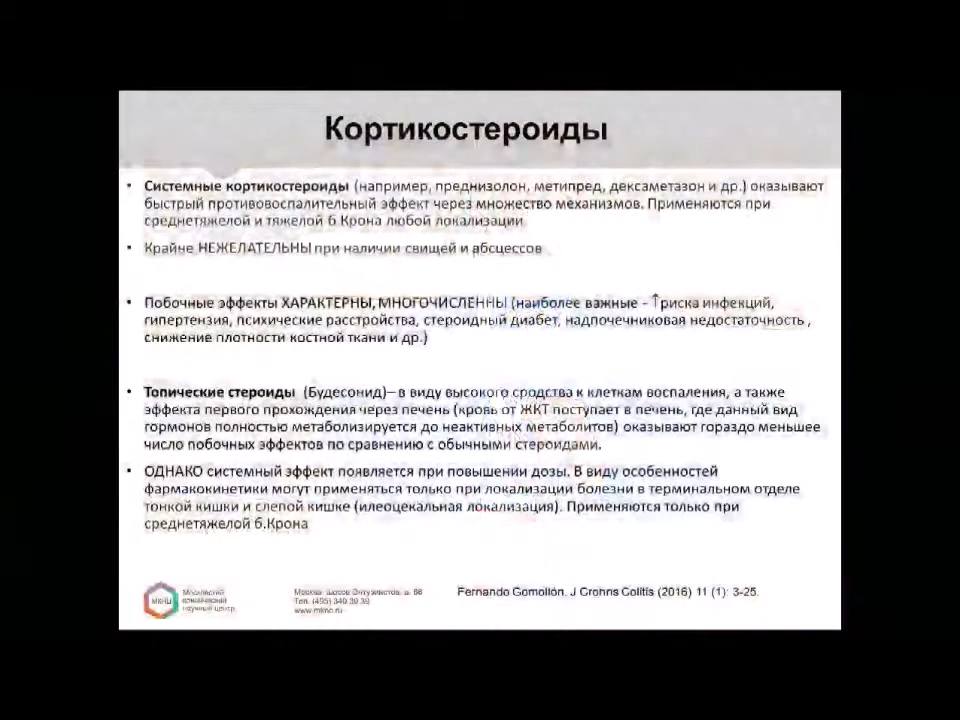 Кортикостероиды
• Системные кортикостероиды (например, преднизолон, метипред, дексаметазон и др.) оказывают
быстрый противовоспалительный эффект через множество механизмов. Применяются при
среднетяжелой и тяжелой б.Крона любой локализации
• Крайне НЕЖЕЛАТЕЛЬНЫ при наличии свищей и абсцессов
• Побочные эффекты ХАРАКТЕРНЫ, МНОГОЧИСЛЕННЫ (наиболее важные - ↑риска инфекций,
гипертензия, психические расстройства, стероидный диабет, надпочечниковая недостаточность ,
снижение плотности костной ткани и др.)
• Топические стероиды (Будесонид)– в виду высокого сродства к клеткам воспаления, а также
эффекта первого прохождения через печень (кровь от ЖКТ поступает в печень, где данный вид
гормонов полностью метаболизируется до неактивных метаболитов) оказывают гораздо меньшее
число побочных эффектов по сравнению с обычными стероидами.
• ОДНАКО системный эффект появляется при повышении дозы. В виду особенностей
фармакокинетики могут применяться только при локализации болезни в терминальном отделе
тонкой кишки и слепой кишке (илеоцекальная локализация). Применяются только при
среднетяжелой б.Крона
МКНЦ
Московский
клинический
научный центр
Москва, шоссе Энтузиастов, д. 86
Тел. (495) 340 39 39
www.mknc.ru
Fernando Gomollón. J Crohns Colitis (2016) 11 (1): 3-25.